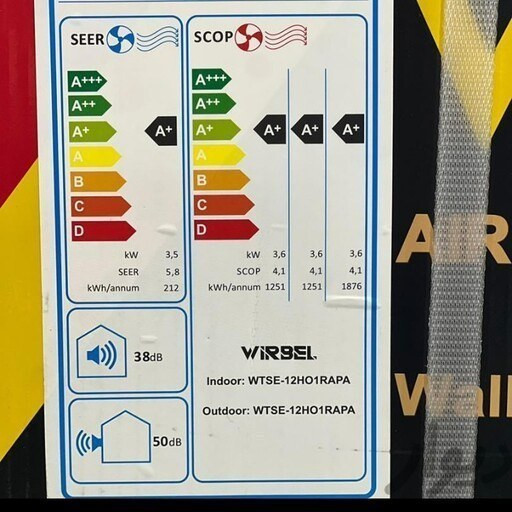 SEER SCOP
A+++ A+++
A++ A++
A+ A+ A+ A+ A+ A+
A A
B B
C C
D D
kW 3,5 kW 3,6 3,6 3,6
SEER 5,8 SCOP 4,1 4,1 4,1
kWh/annum 212 kWh/annum 1251 1251 1876
38dB
WIRBEL
Indoor: WTSE-12HO1RAPA
Outdoor: WTSE-12HO1RAPA
50dB
AIR
Wall